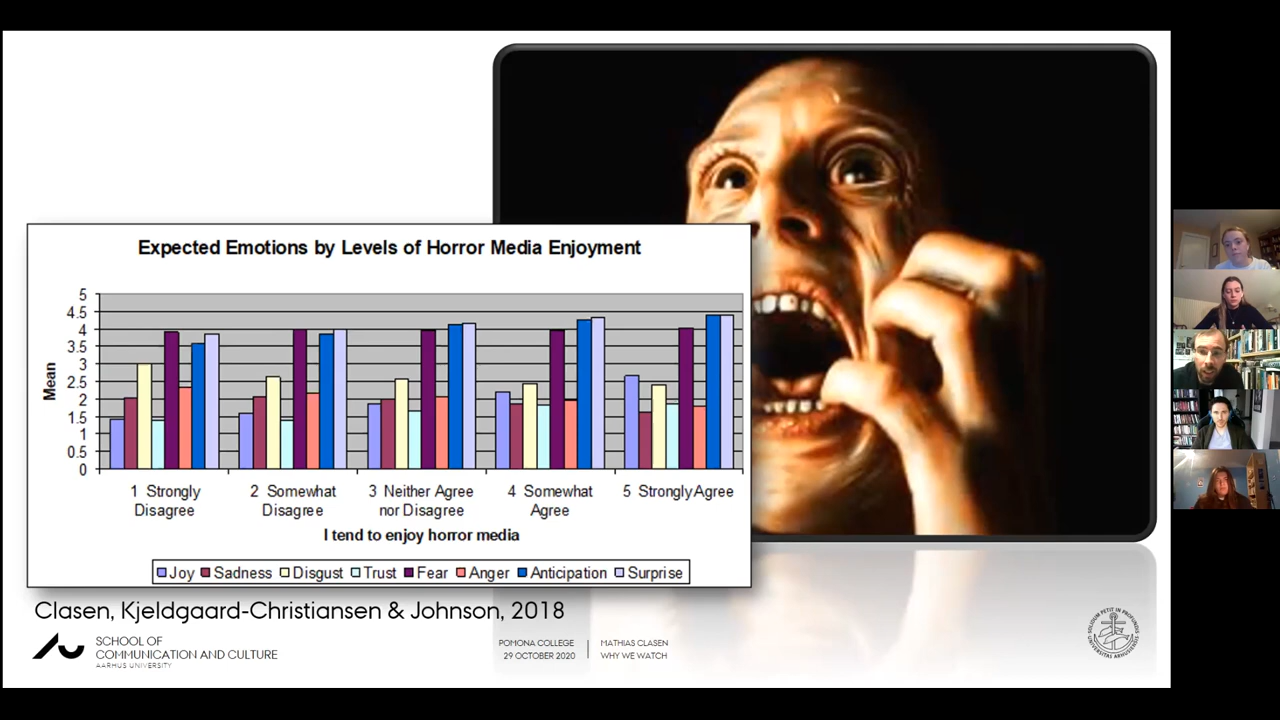 Expected Emotions by Levels of Horror Media Enjoyment
5
4.5
4
3.5
3
2.5
2
1.5
1
0.5
0
Mean
1 Strongly Disagree
2 Somewhat Disagree
3 Neither Agree nor Disagree
4 Somewhat Agree
5 Strongly Agree
I tend to enjoy horror media
Joy Sadness Disgust Trust Fear Anger Anticipation Surprise
Clasen, Kjeldgaard-Christiansen & Johnson, 2018
SCHOOL OF
COMMUNICATION AND CULTURE
AARHUS UNIVERSITY
POMONA COLLEGE
29 OCTOBER 2020
MATHIAS CLASEN
WHY WE WATCH